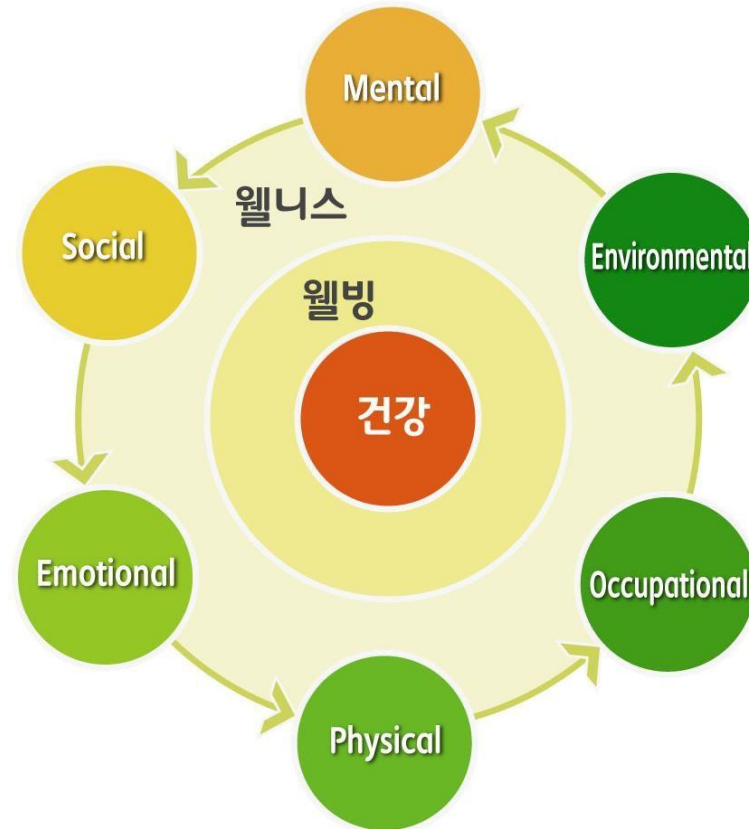 Mental
웰니스
Social
Environmental
웰빙
건강
Emotional
Occupational
Physical